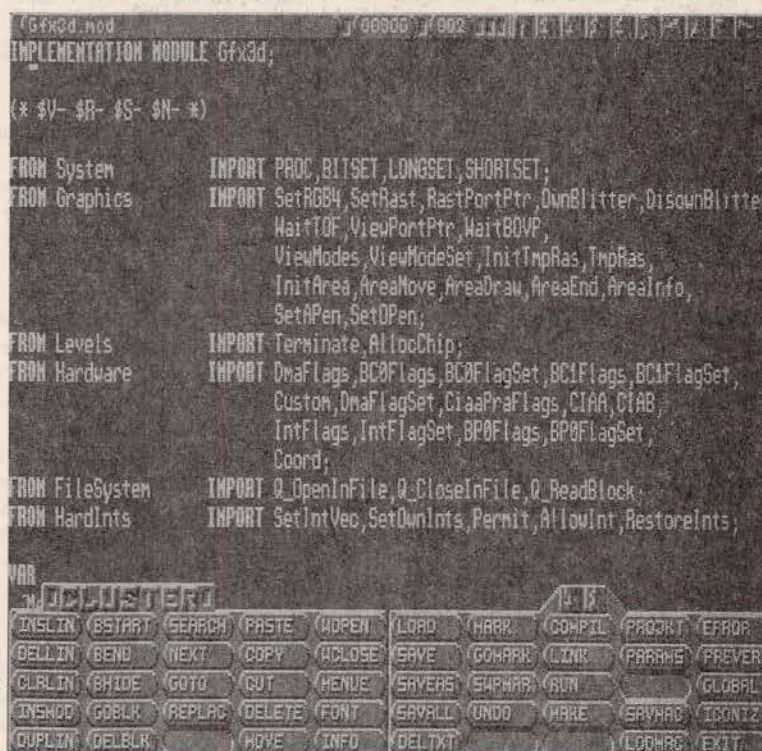 (Gfx3d.mod (00000 (002
IMPLEMENTATION MODULE Gfx3d;
(* $V- $R- $S- $N- *)
FROM System IMPORT PROC,BITSET,LONGSET,SHORTSET;
FROM Graphics IMPORT SetRGB4,SetRast,RastPortPtr,OwnBlitter,DisownBlitte
WaitTOF,ViewPortPtr,WaitBOVP,
ViewModes,ViewModeSet,InitTmpRas,TmpRas,
InitArea,AreaMove,AreaDraw,AreaEnd,AreaInfo,
SetAPen,SetOPen;
FROM Levels IMPORT Terminate,AllocChip;
FROM Hardware IMPORT DmaFlags,BC0Flags,BC0FlagSet,BC1Flags,BC1FlagSet,
Custom,DmaFlagSet,CiaaPraFlags,CIAA,CIAB,
IntFlags,IntFlagSet,BP0Flags,BP0FlagSet,
Coord;
FROM FileSystem IMPORT Q_OpenInFile,Q_CloseInFile,Q_ReadBlock;
FROM HardInts IMPORT SetIntVec,SetOwnInts,Permit,AllowInt,RestoreInts;
VAR
CLUSTER
INSLIN BSTART SEARCH PASTE WOPEN LOAD MARK COMPIL PROJKT ERROR
DELLIN BEND NEXT COPY WCLOSE SAVE GOMARK LINK PARAMS PREVER
CLRLIN BHIDE GOTO CUT MENUE SAVEAS SWPMAR RUN GLOBAL
INSMOD GOBLK REPLAC DELETE FONT SAVALL UNDO MAKE SAVMAC ICONIZ
DUPLIN DELBLK MOVE INFO DELTXT LODMAC EXIT